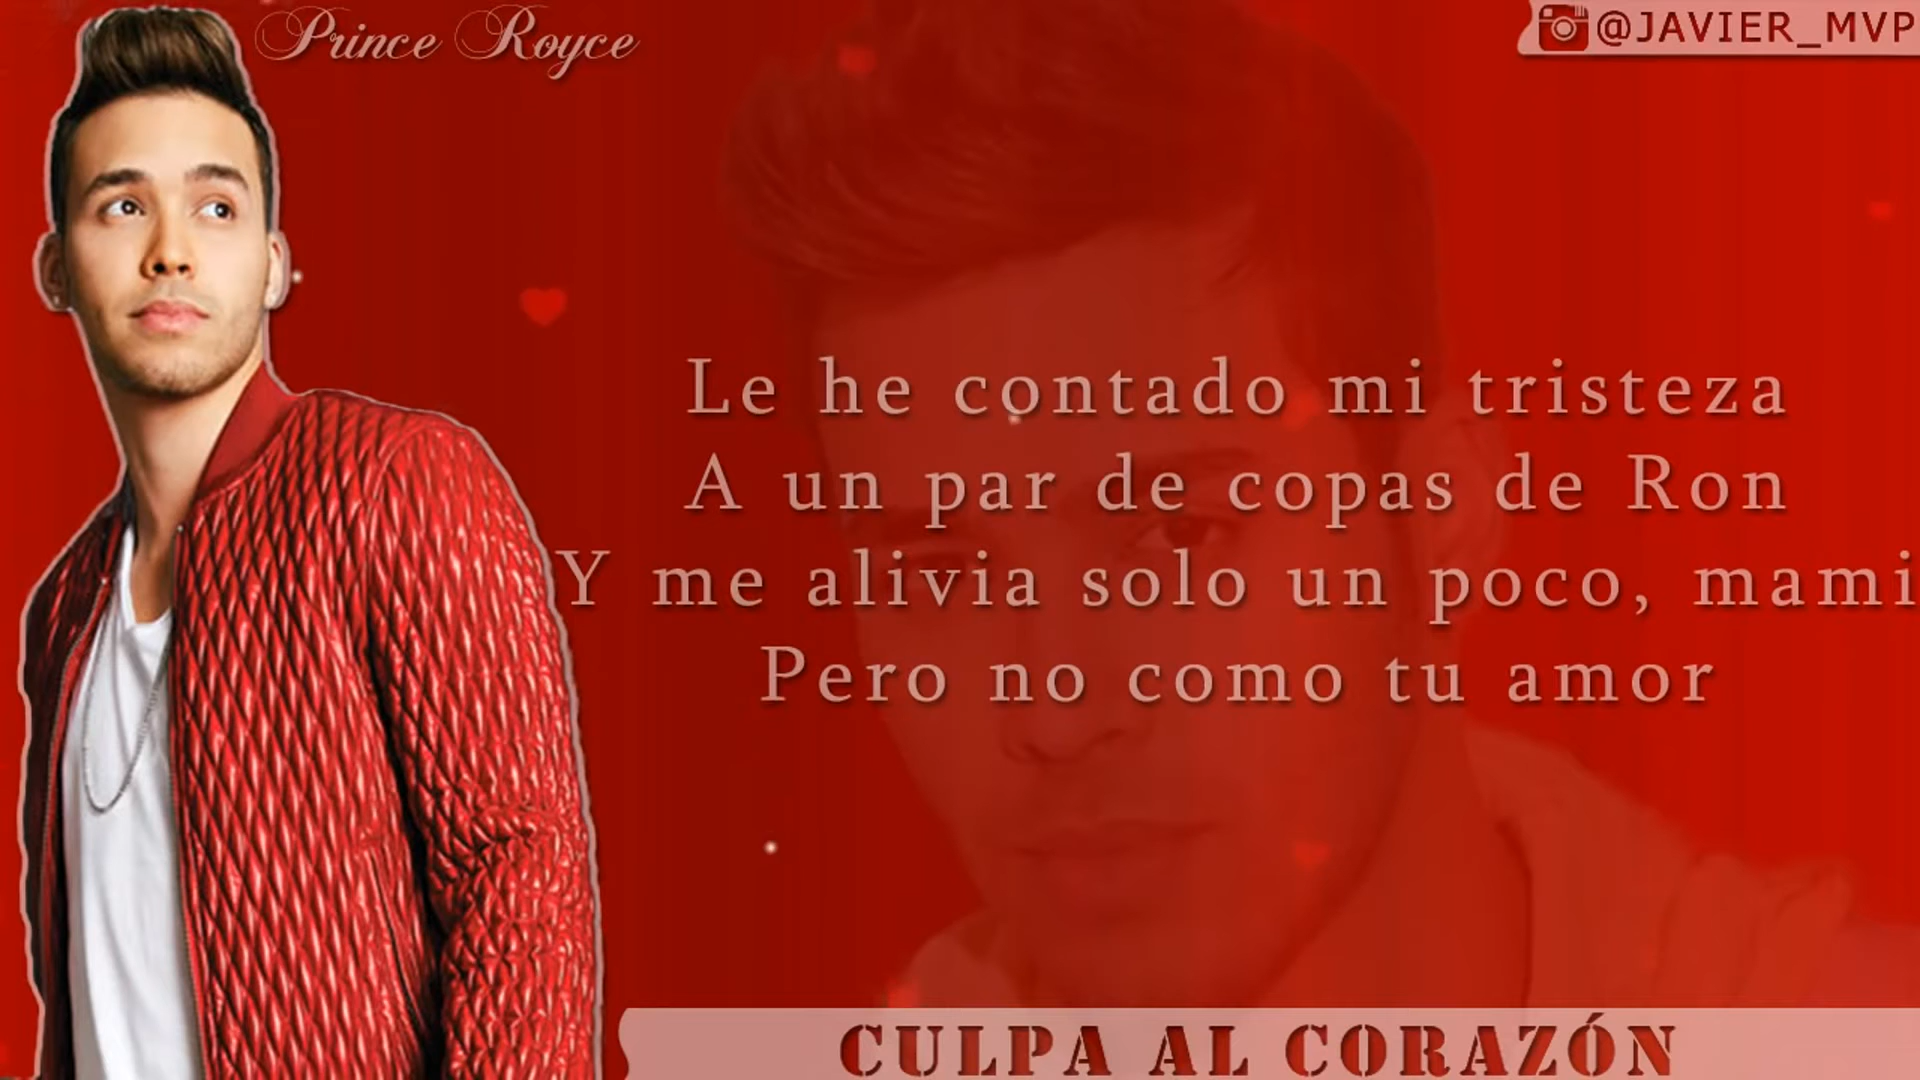 Prince Royce
@JAVIER_MVP
Le he contado mi tristeza
A un par de copas de Ron
Y me alivia solo un poco, mami
Pero no como tu amor
CULPA AL CORAZÓN